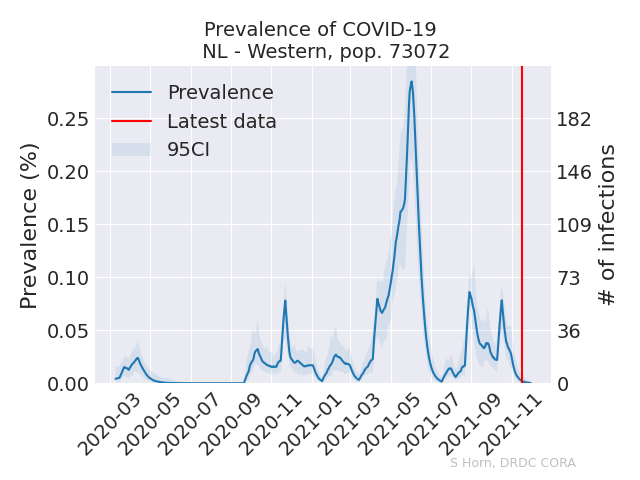 Prevalence of COVID-19
NL - Western, pop. 73072
Prevalence
Latest data
95CI
Prevalence (%)
0.25
0.20
0.15
0.10
0.05
0.00
182
146
109
73
36
0
# of infections
2020-03
2020-05
2020-07
2020-09
2020-11
2021-01
2021-03
2021-05
2021-07
2021-09
2021-11
S Horn, DRDC CORA